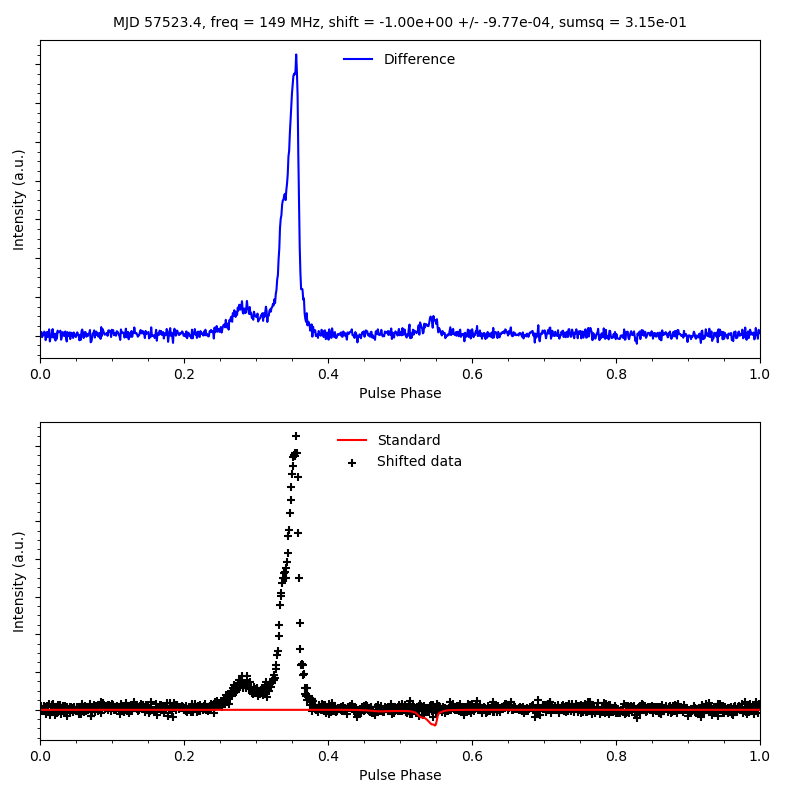 MJD 57523.4, freq = 149 MHz, shift = -1.00e+00 +/- -9.77e-04, sumsq = 3.15e-01
Difference
Intensity (a.u.)
0.0 0.2 0.4 0.6 0.8 1.0
Pulse Phase
Standard
Shifted data
Intensity (a.u.)
0.0 0.2 0.4 0.6 0.8 1.0
Pulse Phase